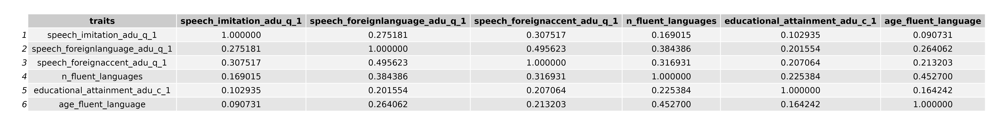 traits speech_imitation_adu_q_1 speech_foreignlanguage_adu_q_1 speech_foreignaccent_adu_q_1 n_fluent_languages educational_attainment_adu_c_1 age_fluent_language
1 speech_imitation_adu_q_1 1.000000 0.275181 0.307517 0.169015 0.102935 0.090731
2 speech_foreignlanguage_adu_q_1 0.275181 1.000000 0.495623 0.384386 0.201554 0.264062
3 speech_foreignaccent_adu_q_1 0.307517 0.495623 1.000000 0.316931 0.207064 0.213203
4 n_fluent_languages 0.169015 0.384386 0.316931 1.000000 0.225384 0.452700
5 educational_attainment_adu_c_1 0.102935 0.201554 0.207064 0.225384 1.000000 0.164242
6 age_fluent_language 0.090731 0.264062 0.213203 0.452700 0.164242 1.000000